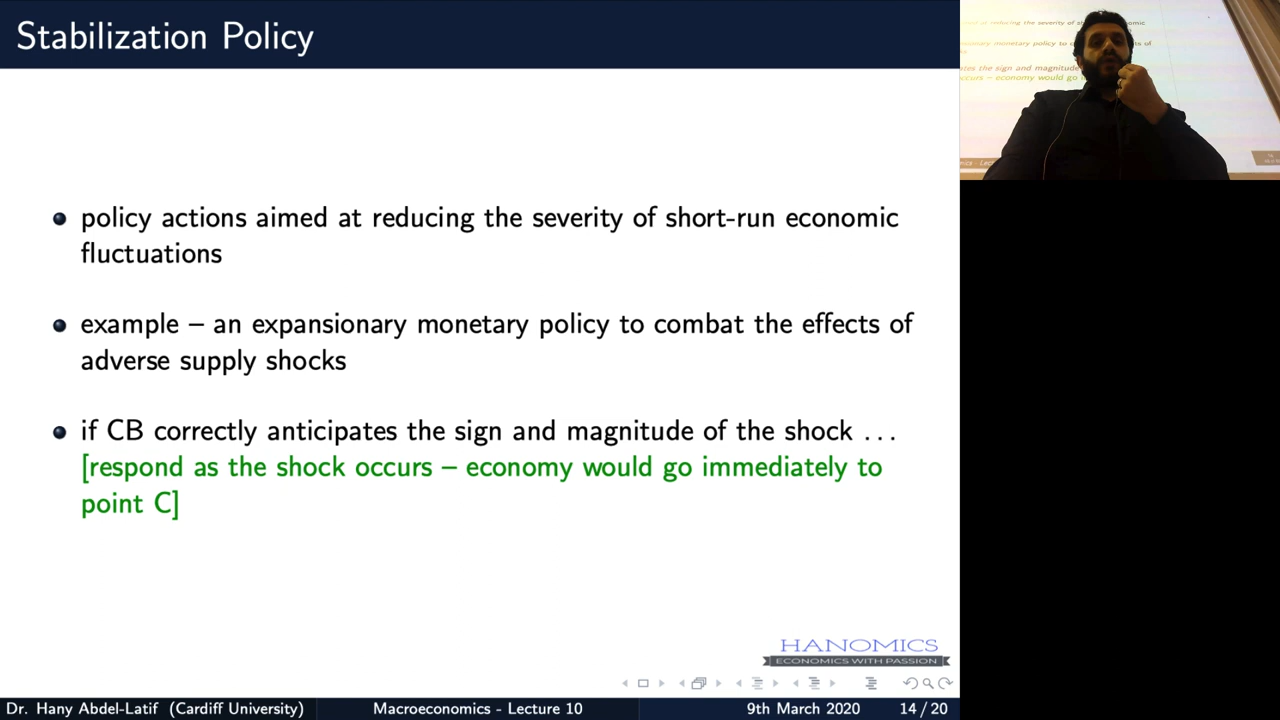 Stabilization Policy
policy actions aimed at reducing the severity of short-run economic
fluctuations
example – an expansionary monetary policy to combat the effects of
adverse supply shocks
if CB correctly anticipates the sign and magnitude of the shock ...
[respond as the shock occurs – economy would go immediately to
point C]
HANOMICS
ECONOMICS WITH PASSION
Dr. Hany Abdel-Latif (Cardiff University) Macroeconomics - Lecture 10 9th March 2020 14 / 20